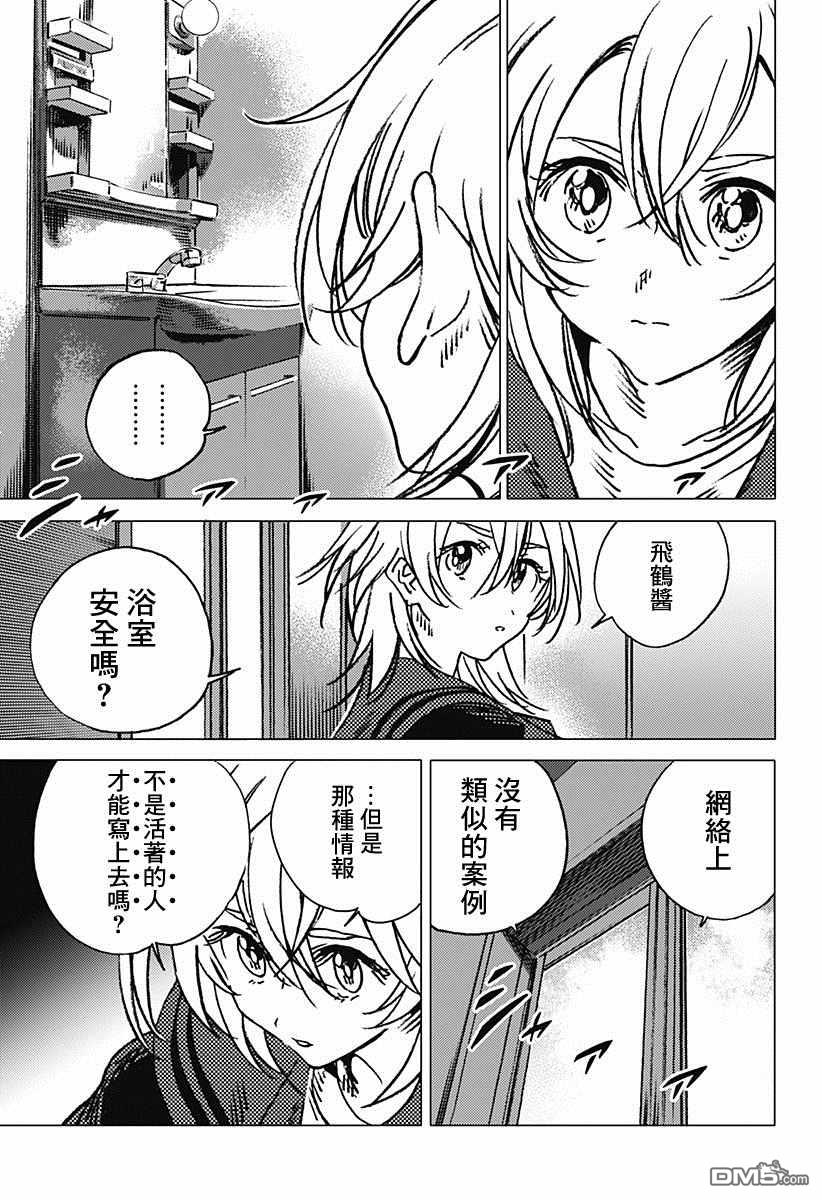 ………
………
飛鶴醬
浴室
安全嗎？
網絡上
沒有
類似的案例
…但是
那種情報
不是活著的人
才能寫上去嗎？
DM5.com